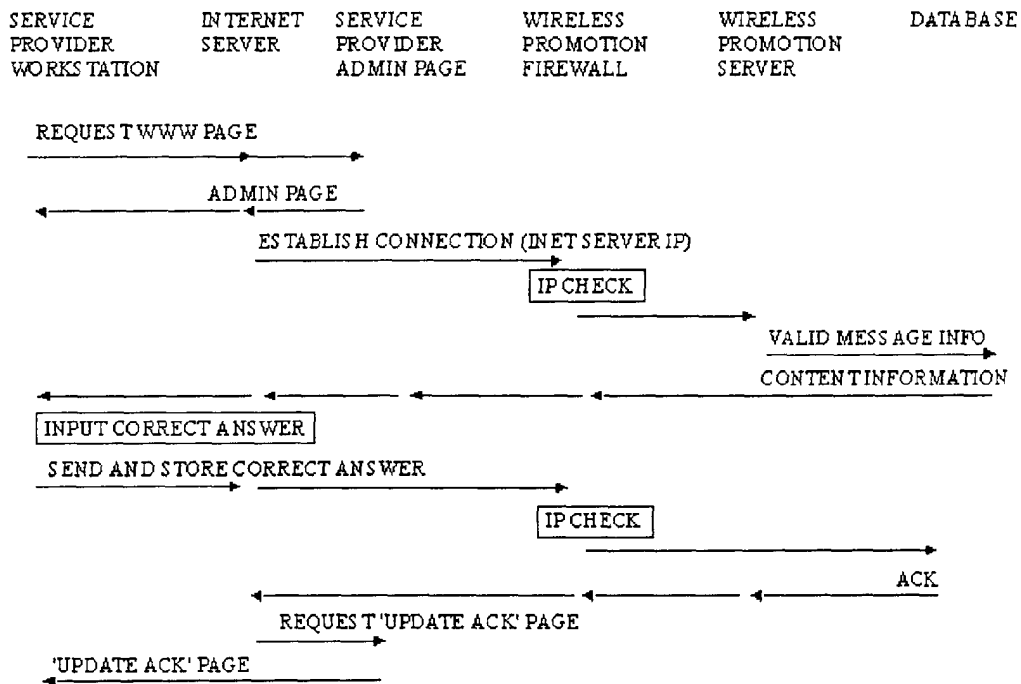 SERVICE PROVIDER WORKSTATION
INTERNET SERVER
SERVICE PROVIDER ADMIN PAGE
WIRELESS PROMOTION FIREWALL
WIRELESS PROMOTION SERVER
DATABASE
REQUEST WWW PAGE
ADMIN PAGE
ESTABLISH CONNECTION (INET SERVER IP)
IP CHECK
VALID MESSAGE INFO
CONTENT INFORMATION
INPUT CORRECT ANSWER
SEND AND STORE CORRECT ANSWER
IP CHECK
ACK
REQUEST 'UPDATE ACK' PAGE
'UPDATE ACK' PAGE